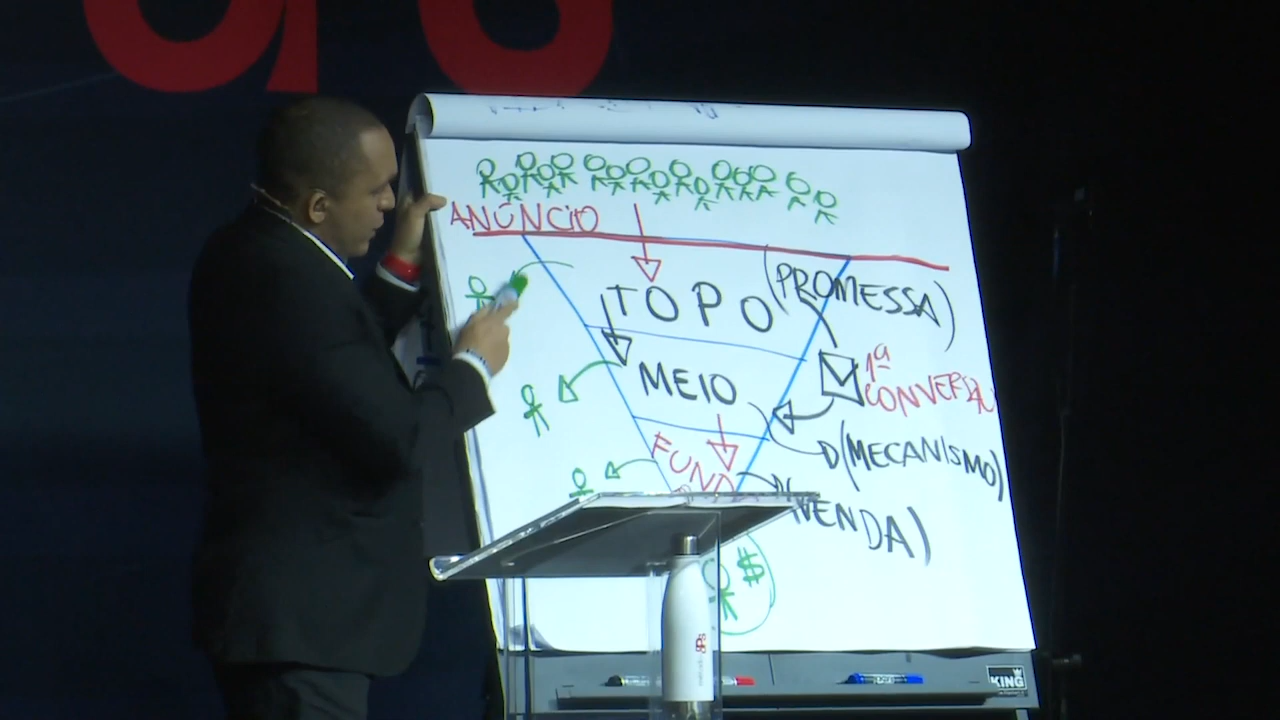 ANÚNCIO
TOPO
(PROMESSA)
MEIO
1ª
CONVERSÃO
(MECANISMO)
FUNDO
(VENDA)
$
KING